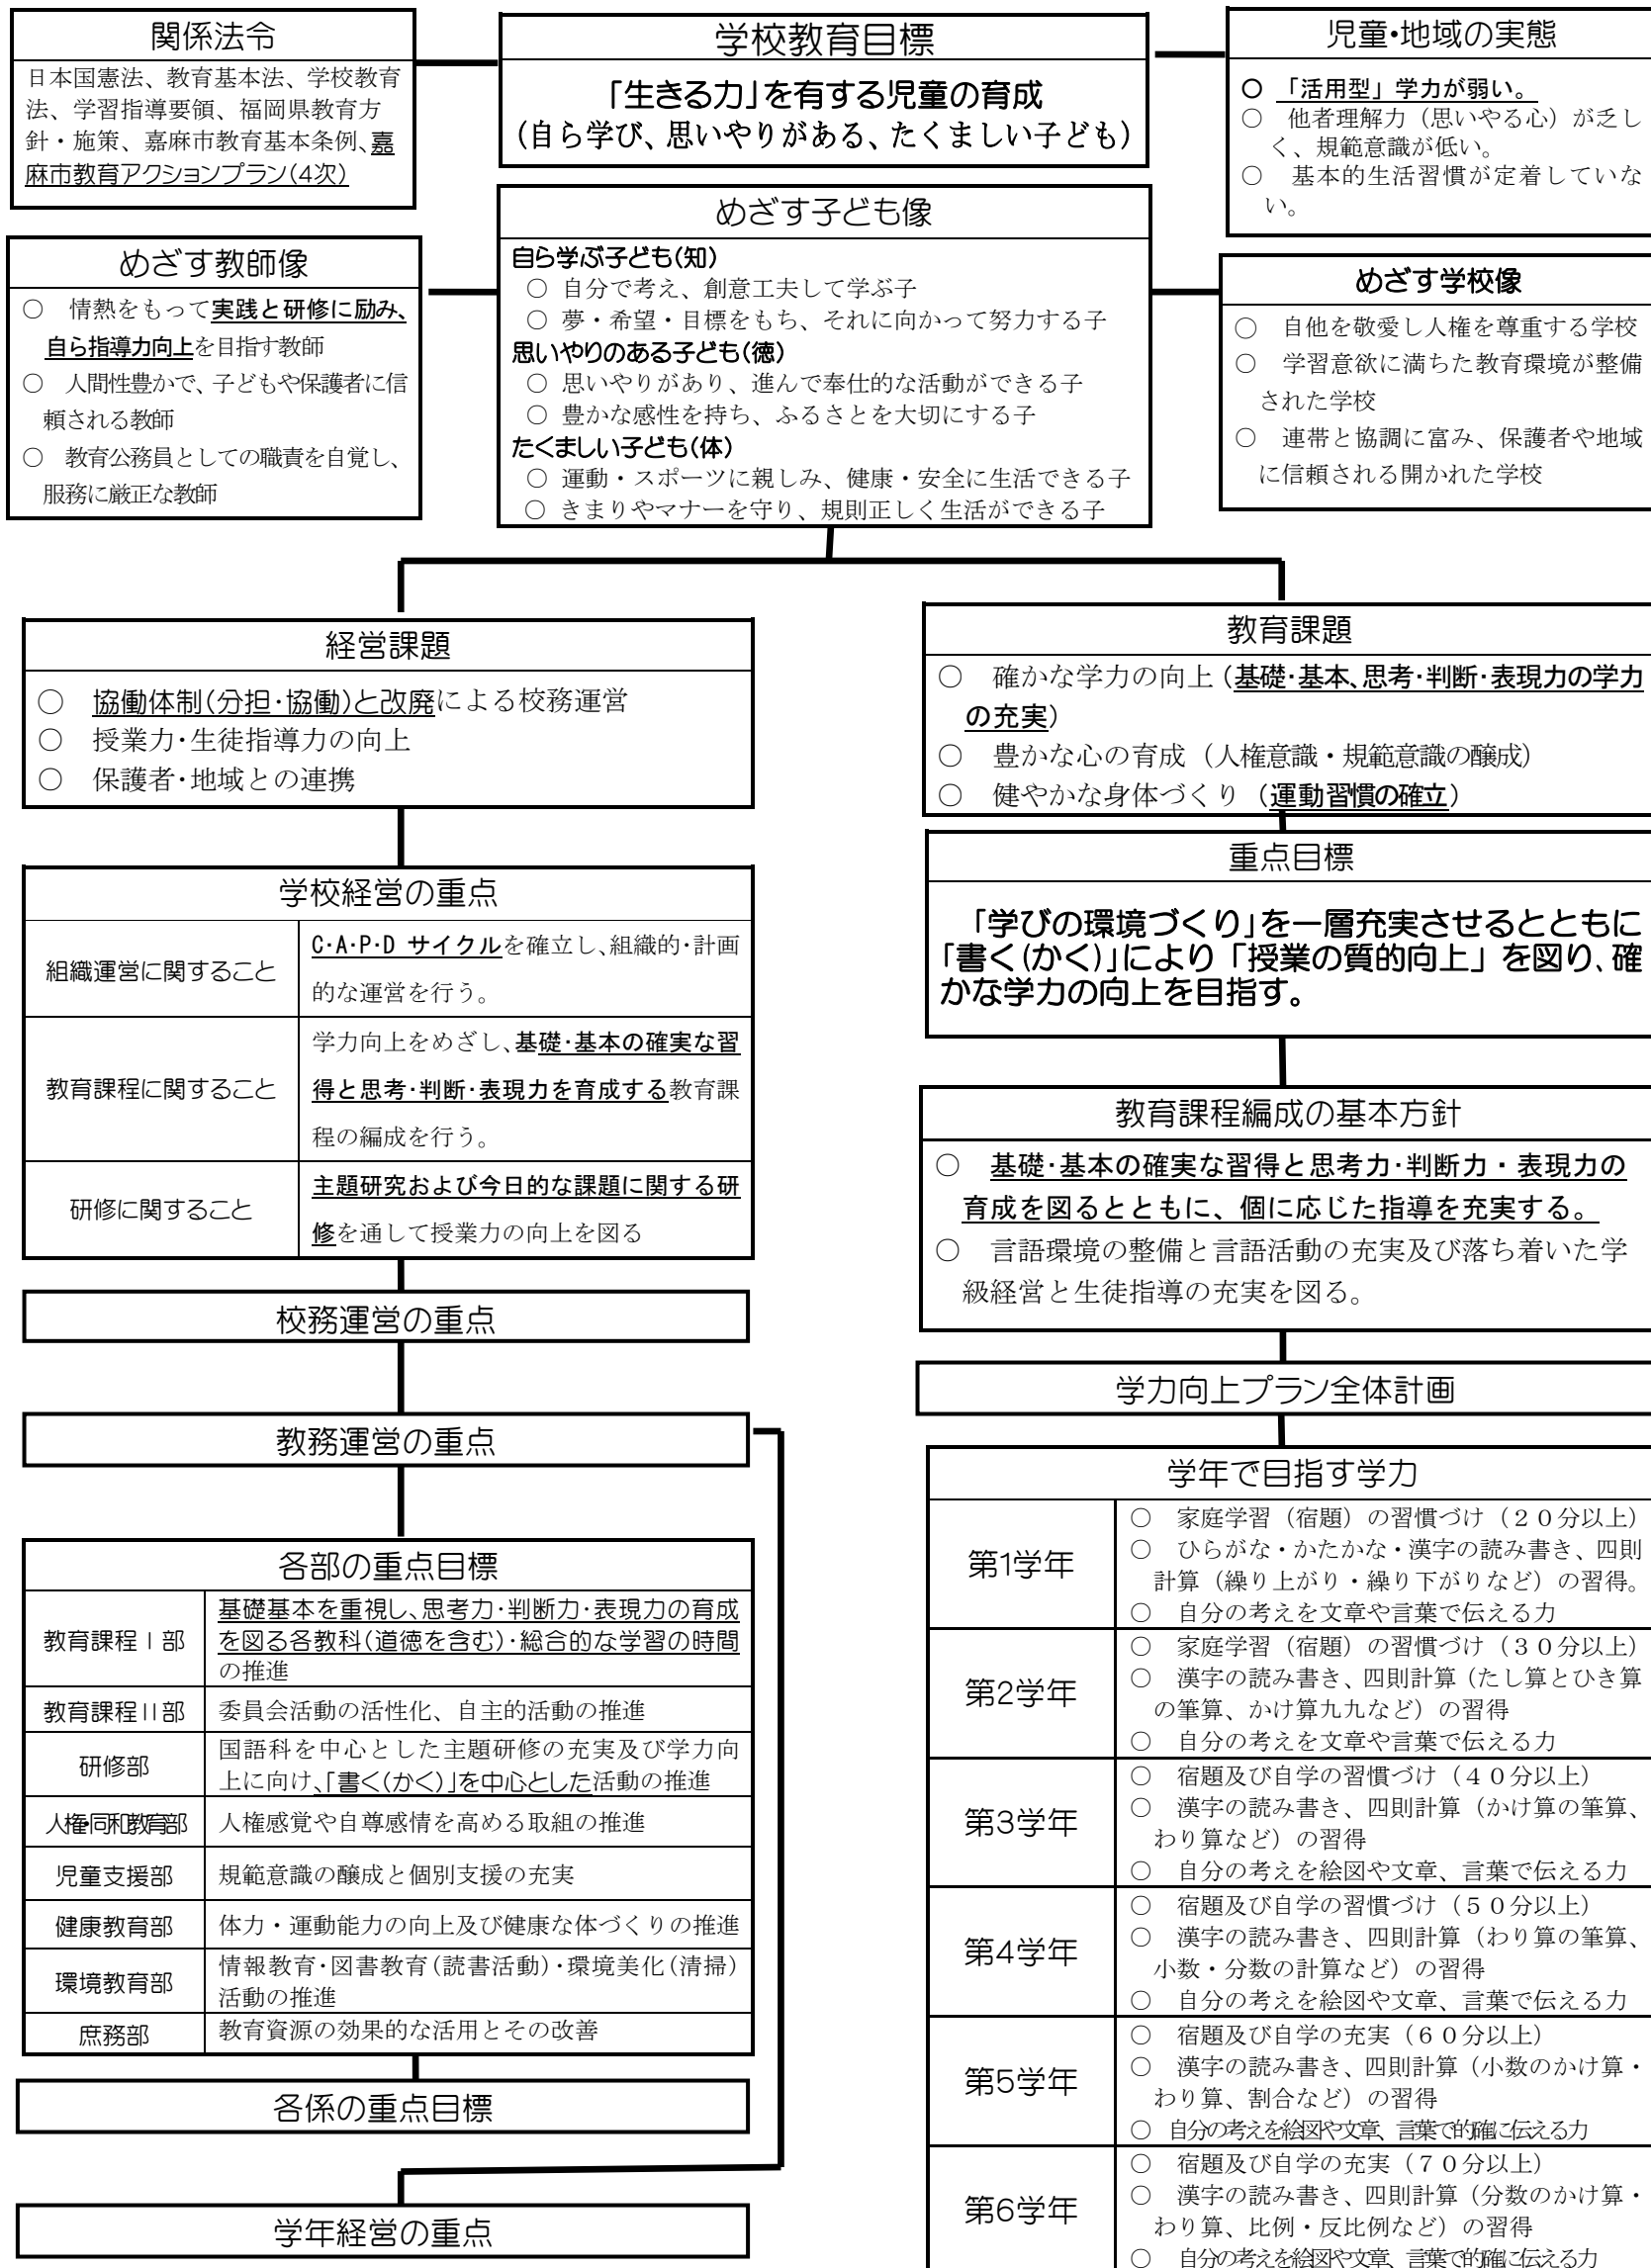 関係法令
日本国憲法、教育基本法、学校教育
法、学習指導要領、福岡県教育方
針・施策、嘉麻市教育基本条例、嘉
麻市教育アクションプラン(4次)
学校教育目標
「生きる力」を有する児童の育成
(自ら学び、思いやりがある、たくましい子ども)
児童・地域の実態
○ 「活用型」学力が弱い。
○ 他者理解力（思いやる心）が乏し
く、規範意識が低い。
○ 基本的生活習慣が定着していな
い。
めざす教師像
○ 情熱をもって実践と研修に励み、
自ら指導力向上を目指す教師
○ 人間性豊かで、子どもや保護者に信
頼される教師
○ 教育公務員としての職責を自覚し、
服務に厳正な教師
めざす子ども像
自ら学ぶ子ども(知)
○ 自分で考え、創意工夫して学ぶ子
○ 夢・希望・目標をもち、それに向かって努力する子
思いやりのある子ども(徳)
○ 思いやりがあり、進んで奉仕的な活動ができる子
○ 豊かな感性を持ち、ふるさとを大切にする子
たくましい子ども(体)
○ 運動・スポーツに親しみ、健康・安全に生活できる子
○ きまりやマナーを守り、規則正しく生活ができる子
めざす学校像
○ 自他を敬愛し人権を尊重する学校
○ 学習意欲に満ちた教育環境が整備
された学校
○ 連帯と協調に富み、保護者や地域
に信頼される開かれた学校
経営課題
○ 協働体制(分担・協働)と改廃による校務運営
○ 授業力・生徒指導力の向上
○ 保護者・地域との連携
学校経営の重点
組織運営に関すること
C・A・P・D サイクルを確立し、組織的・計画
的な運営を行う。
教育課程に関すること
学力向上をめざし、基礎・基本の確実な習
得と思考・判断・表現力を育成する教育課
程の編成を行う。
研修に関すること
主題研究および今日的な課題に関する研
修を通して授業力の向上を図る
校務運営の重点
教務運営の重点
各部の重点目標
教育課程Ⅰ部
基礎基本を重視し、思考力・判断力・表現力の育成
を図る各教科(道徳を含む)・総合的な学習の時間
の推進
教育課程ⅠⅠ部
委員会活動の活性化、自主的活動の推進
研修部
国語科を中心とした主題研修の充実及び学力向
上に向け、「書く(かく)」を中心とした活動の推進
人権・同和教育部
人権感覚や自尊感情を高める取組の推進
児童支援部
規範意識の醸成と個別支援の充実
健康教育部
体力・運動能力の向上及び健康な体づくりの推進
環境教育部
情報教育・図書教育(読書活動)・環境美化(清掃)
活動の推進
庶務部
教育資源の効果的な活用とその改善
各係の重点目標
学年経営の重点
教育課題
○ 確かな学力の向上(基礎・基本、思考・判断・表現力の学力
の充実)
○ 豊かな心の育成（人権意識・規範意識の醸成)
○ 健やかな身体づくり（運動習慣の確立)
重点目標
「学びの環境づくり」を一層充実させるとともに
「書く(かく)」により「授業の質的向上」を図り、確
かな学力の向上を目指す。
教育課程編成の基本方針
○ 基礎・基本の確実な習得と思考力・判断力・表現力の
育成を図るとともに、個に応じた指導を充実する。
○ 言語環境の整備と言語活動の充実及び落ち着いた学
級経営と生徒指導の充実を図る。
学力向上プラン全体計画
学年で目指す学力
第1学年
○ 家庭学習（宿題）の習慣づけ（２０分以上）
○ ひらがな・かたかな・漢字の読み書き、四則
計算（繰り上がり・繰り下がりなど）の習得。
○ 自分の考えを文章や言葉で伝える力
第2学年
○ 家庭学習（宿題）の習慣づけ（３０分以上）
○ 漢字の読み書き、四則計算（たし算とひき算
の筆算、かけ算九九など）の習得
○ 自分の考えを文章や言葉で伝える力
第3学年
○ 宿題及び自学の習慣づけ（４０分以上）
○ 漢字の読み書き、四則計算（かけ算の筆算、
わり算など）の習得
○ 自分の考えを絵図や文章、言葉で伝える力
第4学年
○ 宿題及び自学の習慣づけ（５０分以上）
○ 漢字の読み書き、四則計算（わり算の筆算、
小数・分数の計算など）の習得
○ 自分の考えを絵図や文章、言葉で伝える力
第5学年
○ 宿題及び自学の充実（６０分以上）
○ 漢字の読み書き、四則計算（小数のかけ算・
わり算、割合など）の習得
○ 自分の考えを絵図や文章、言葉で的確に伝える力
第6学年
○ 宿題及び自学の充実（７０分以上）
○ 漢字の読み書き、四則計算（分数のかけ算・
わり算、比例・反比例など）の習得
○ 自分の考えを絵図や文章、言葉で的確に伝える力